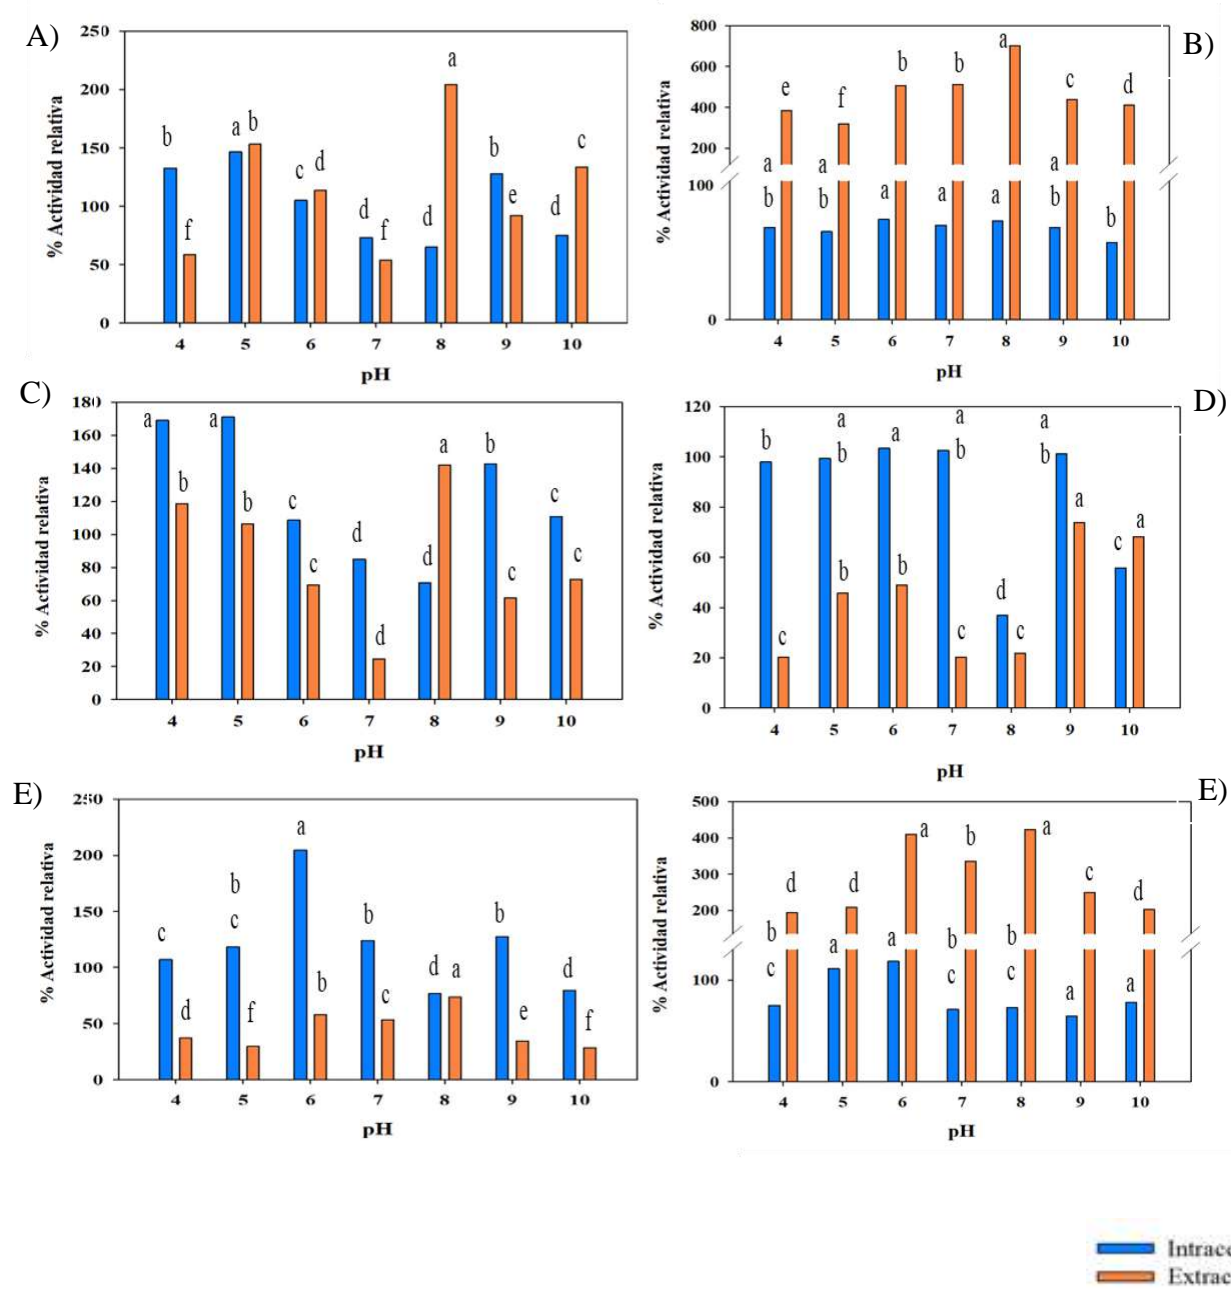 A)
250
200
150
100
50
0
% Actividad relativa
b f a b c d d f d a b e d c
4 5 6 7 8 9 10
pH
B)
800
600
400
200
100
0
% Actividad relativa
e f b b a c d
a a a
b b a a a b b
4 5 6 7 8 9 10
pH
C)
180
160
140
120
100
80
60
40
20
0
% Actividad relativa
a b a b c c d d d a b c c c
4 5 6 7 8 9 10
pH
D)
120
100
80
60
40
20
0
% Actividad relativa
a a a
b b a b b
c b b c d c a c a
4 5 6 7 8 9 10
pH
E)
250
200
150
100
50
0
% Actividad relativa
b
c d c f a b b c d a b e d f
4 5 6 7 8 9 10
pH
E)
500
400
300
200
100
0
% Actividad relativa
d d a b a c d
b b b
c a a c c a a
4 5 6 7 8 9 10
pH
Intrace
Extrac